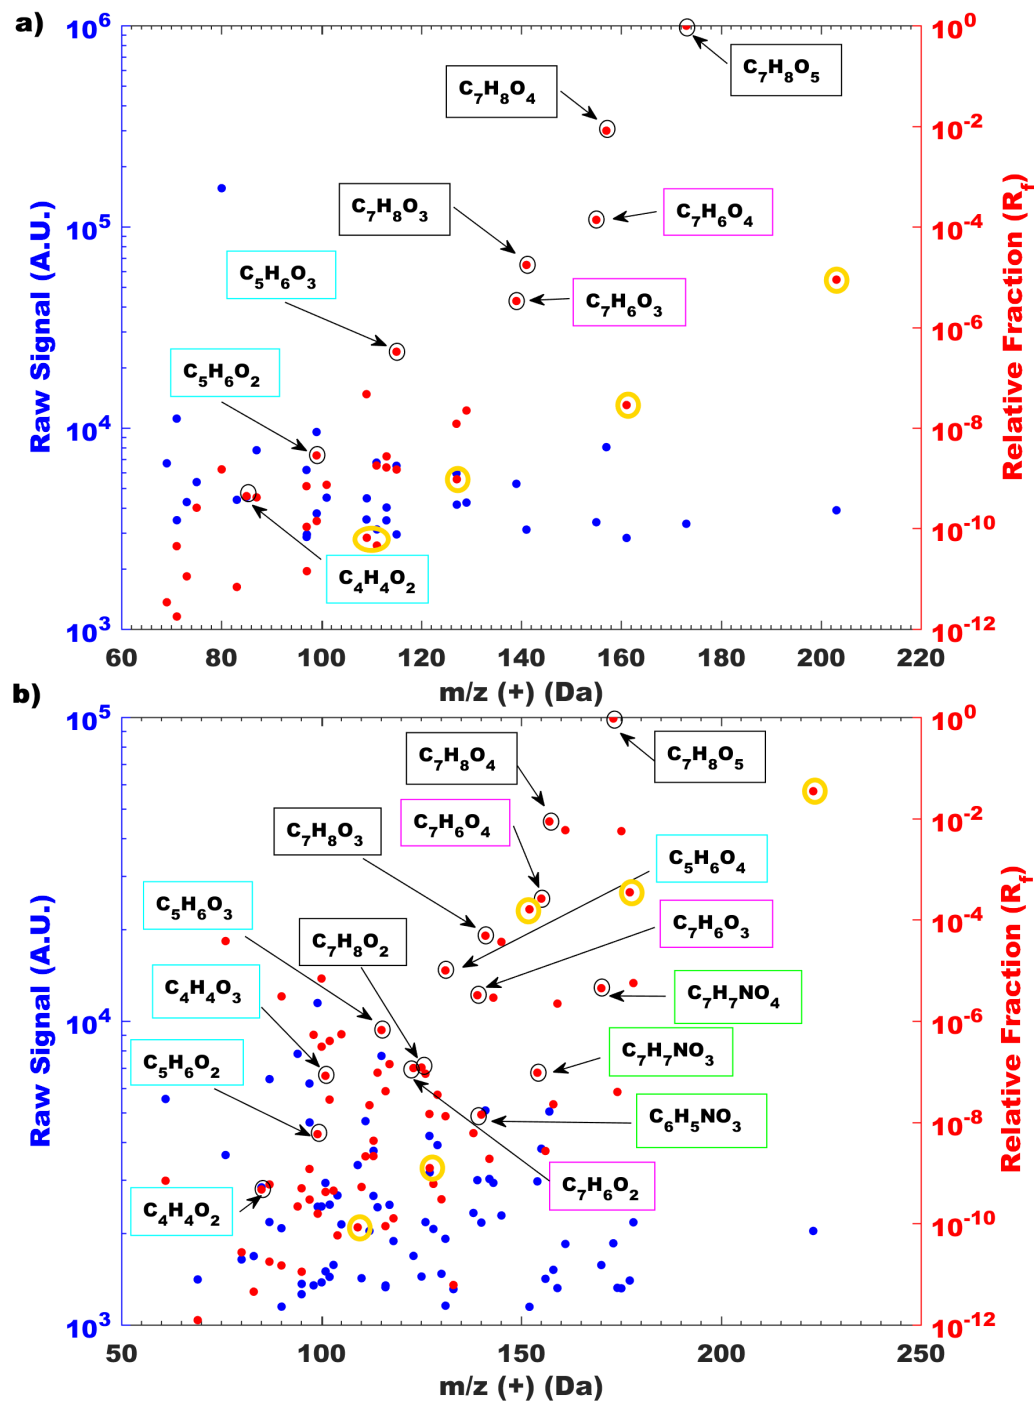 a)
10^6
10^5
10^4
10^3
Raw Signal (A.U.)
10^0
10^-2
10^-4
10^-6
10^-8
10^-10
10^-12
Relative Fraction (R_f)
C7H8O5
C7H8O4
C7H8O3
C7H6O4
C5H6O3
C7H6O3
C5H6O2
C4H4O2
60 80 100 120 140 160 180 200 220
m/z (+) (Da)
b)
10^5
10^4
10^3
Raw Signal (A.U.)
10^0
10^-2
10^-4
10^-6
10^-8
10^-10
10^-12
Relative Fraction (R_f)
C7H8O4
C7H8O5
C7H6O4
C7H8O3
C5H6O4
C5H6O3
C7H8O2
C7H6O3
C4H4O3
C7H7NO4
C5H6O2
C7H7NO3
C6H5NO3
C7H6O2
C4H4O2
50 100 150 200 250
m/z (+) (Da)